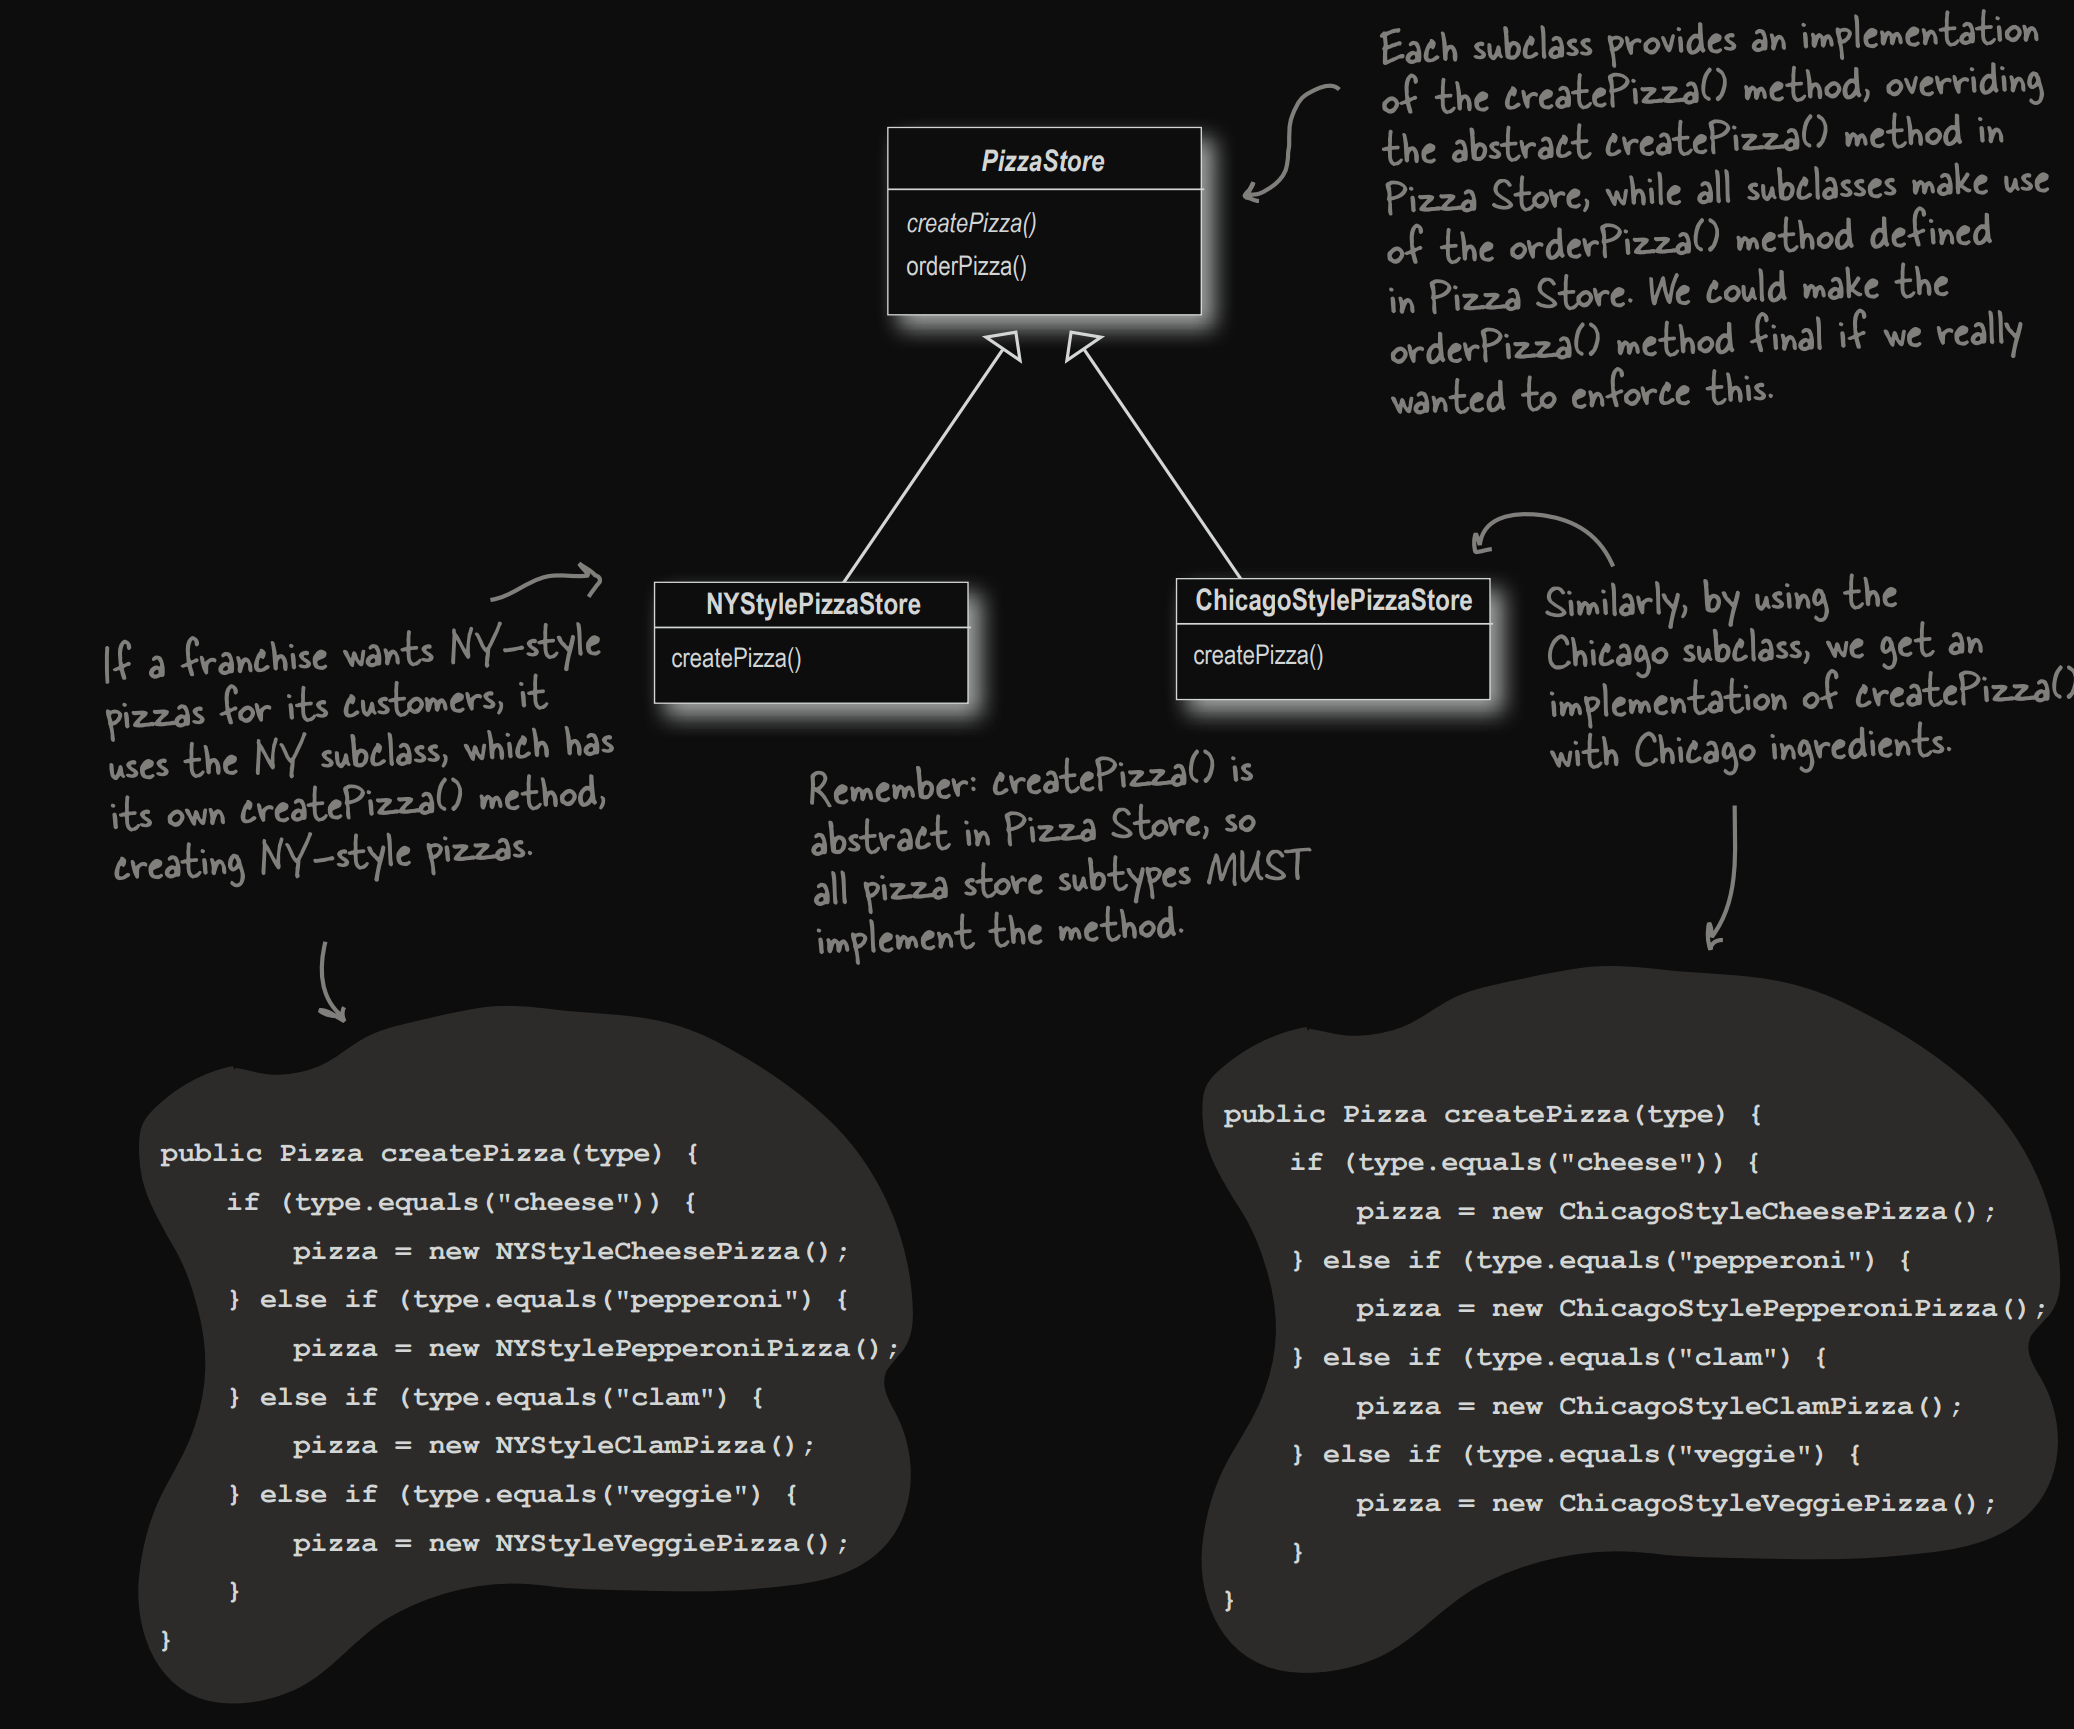 Each subclass provides an implementation
of the createPizza() method, overriding
the abstract createPizza() method in
Pizza Store, while all subclasses make use
of the orderPizza() method defined
in Pizza Store. We could make the
orderPizza() method final if we really
wanted to enforce this.
PizzaStore
createPizza()
orderPizza()
NYStylePizzaStore
createPizza()
ChicagoStylePizzaStore
createPizza()
If a franchise wants NY-style
pizzas for its customers, it
uses the NY subclass, which has
its own createPizza() method,
creating NY-style pizzas.
Similarly, by using the
Chicago subclass, we get an
implementation of createPizza()
with Chicago ingredients.
Remember: createPizza() is
abstract in Pizza Store, so
all pizza store subtypes MUST
implement the method.
public Pizza createPizza(type) {
if (type.equals("cheese")) {
pizza = new NYStyleCheesePizza();
} else if (type.equals("pepperoni") {
pizza = new NYStylePepperoniPizza();
} else if (type.equals("clam") {
pizza = new NYStyleClamPizza();
} else if (type.equals("veggie") {
pizza = new NYStyleVeggiePizza();
}
}
public Pizza createPizza(type) {
if (type.equals("cheese")) {
pizza = new ChicagoStyleCheesePizza();
} else if (type.equals("pepperoni") {
pizza = new ChicagoStylePepperoniPizza();
} else if (type.equals("clam") {
pizza = new ChicagoStyleClamPizza();
} else if (type.equals("veggie") {
pizza = new ChicagoStyleVeggiePizza();
}
}